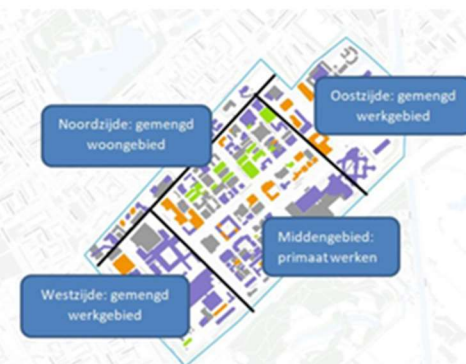 Oostzijde: gemengd
werkgebied
Noordzijde: gemengd
woongebied
Middengebied:
primaat werken
Westzijde: gemengd
werkgebied